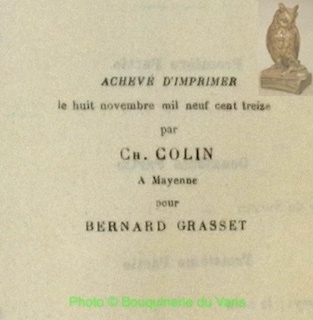 ACHEVÉ D'IMPRIMER
le huit novembre mil neuf cent treize
par
CH. COLIN
A Mayenne
pour
BERNARD GRASSET
Photo © Bouquinerie du Varis